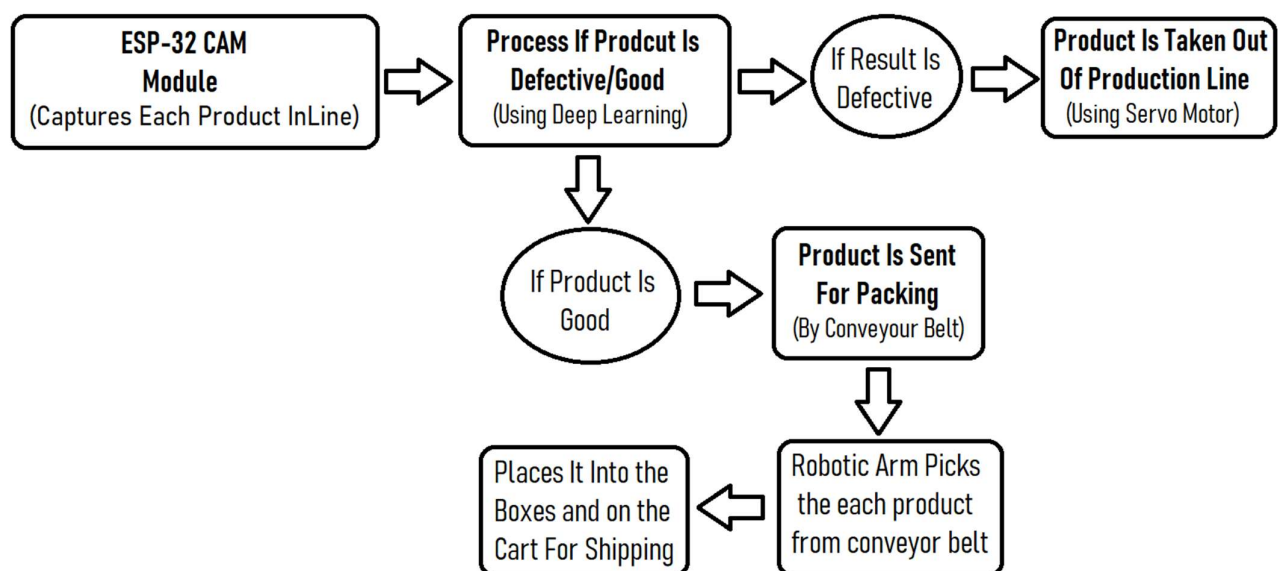 ESP-32 CAM
Module
(Captures Each Product InLine)
Process If Prodcut Is
Defective/Good
(Using Deep Learning)
If Result Is
Defective
Product Is Taken Out
Of Production Line
(Using Servo Motor)
If Product Is
Good
Product Is Sent
For Packing
(By Conveyour Belt)
Robotic Arm Picks
the each product
from conveyor belt
Places It Into the
Boxes and on the
Cart For Shipping